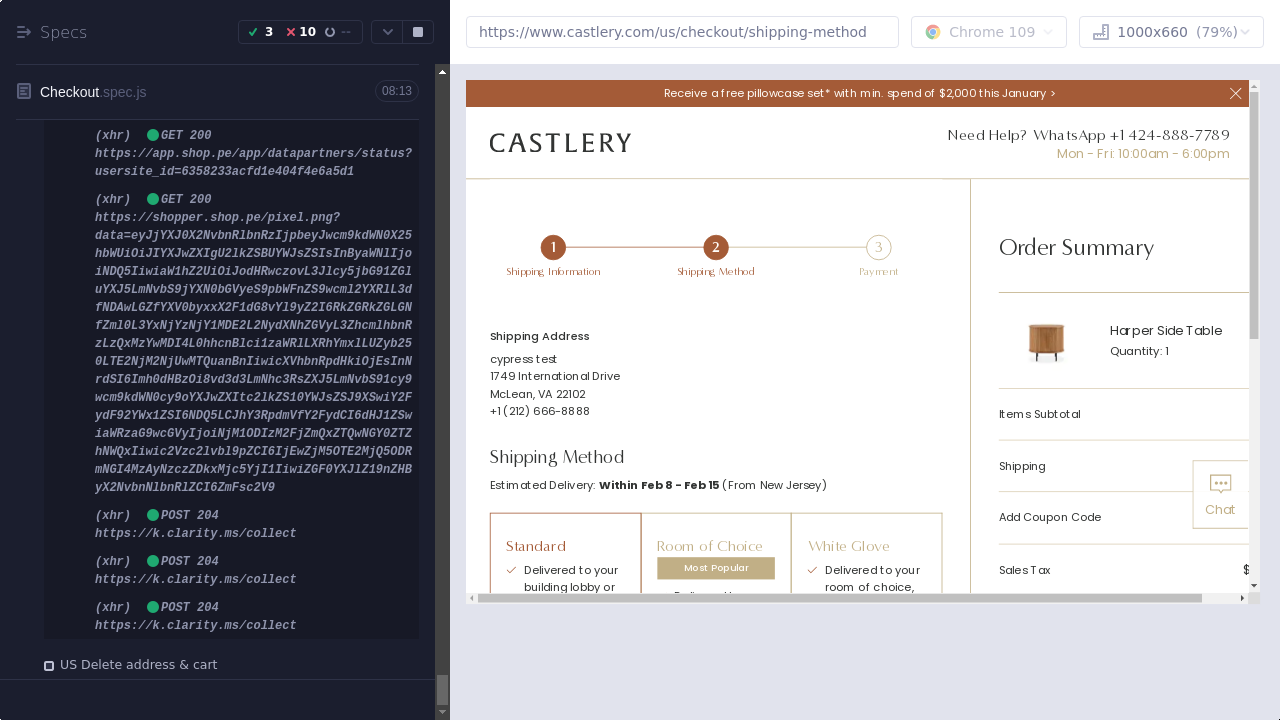 Specs
3
10
--
https://www.castlery.com/us/checkout/shipping-method
Chrome 109
1000x660 (79%)
Checkout.spec.js
08:13
(xhr) GET 200
https://app.shop.pe/app/datapartners/status?
usersite_id=6358233acfd1e404f4e6a5d1
(xhr) GET 200
https://shopper.shop.pe/pixel.png?
(xhr) POST 204
https://k.clarity.ms/collect
(xhr) POST 204
https://k.clarity.ms/collect
(xhr) POST 204
https://k.clarity.ms/collect
US Delete address & cart
Receive a free pillowcase set* with min. spend of $2,000 this January >
CASTLERY
Need Help? WhatsApp +1 424-888-7789
Mon - Fri: 10:00am - 6:00pm
1
2
3
Shipping Information
Shipping Method
Payment
Shipping Address
cypress test
1749 International Drive
McLean, VA 22102
+1 (212) 666-8888
Shipping Method
Estimated Delivery: Within Feb 8 - Feb 15 (From New Jersey)
Standard
Delivered to your
building lobby or
Room of Choice
Most Popular
White Glove
Delivered to your
room of choice,
Order Summary
Harper Side Table
Quantity: 1
Items Subtotal
Shipping
Add Coupon Code
Sales Tax
$
Chat